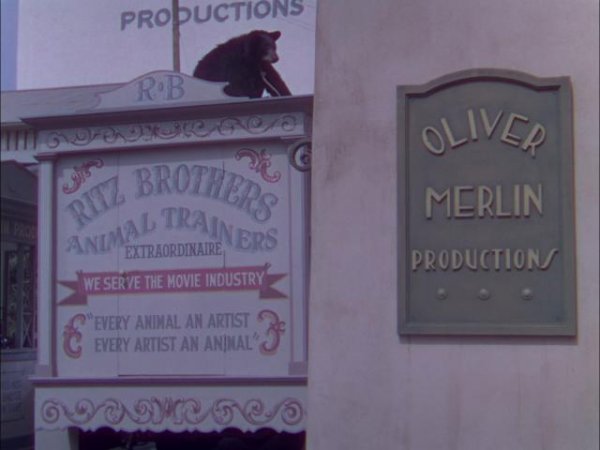 PRODUCTIONS
R·B
RITZ BROTHERS
ANIMAL TRAINERS
EXTRAORDINAIRE
WE SERVE THE MOVIE INDUSTRY
"EVERY ANIMAL AN ARTIST
EVERY ARTIST AN ANIMAL"
OLIVER
MERLIN
PRODUCTIONS